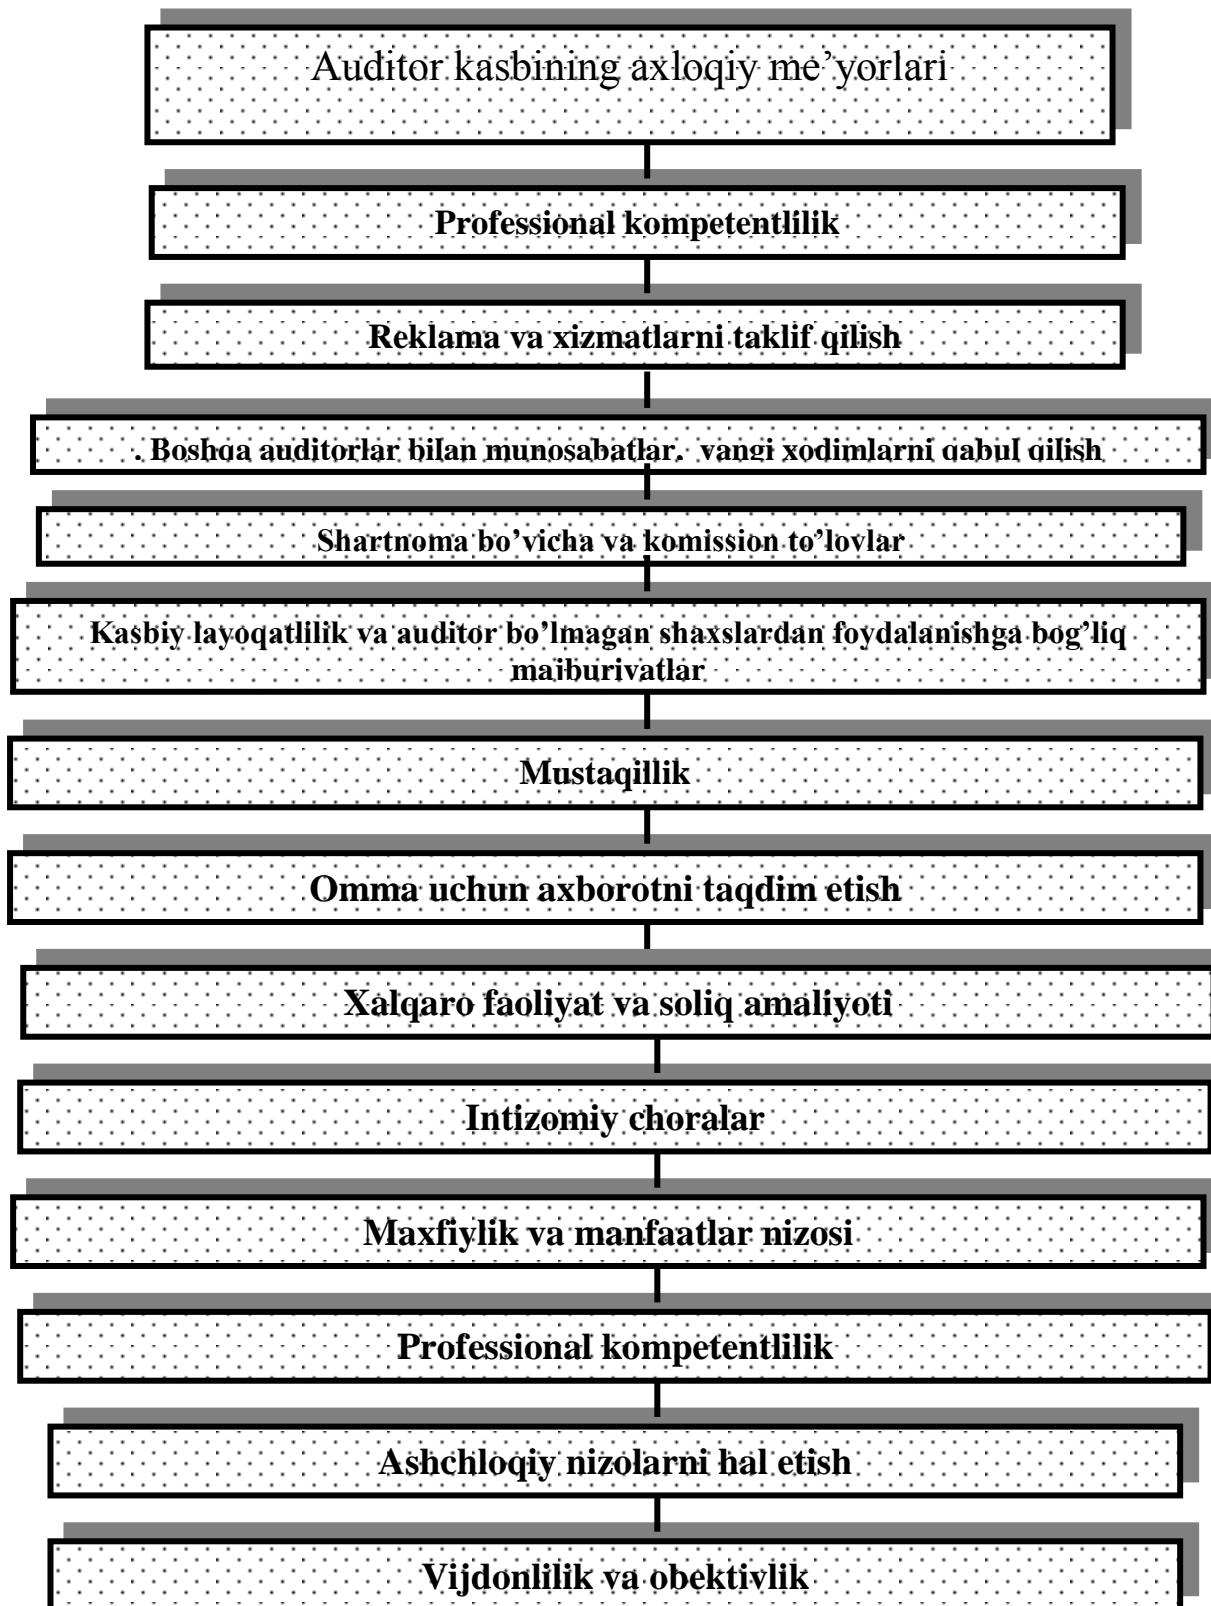 Auditor kasbining axloqiy me’yorlari
Professional kompetentlilik
Reklama va xizmatlarni taklif qilish
. Boshqa auditorlar bilan munosabatlar, yangi xodimlarni qabul qilish
Shartnoma bo’yicha va komission to’lovlar
Kasbiy layoqatlilik va auditor bo’lmagan shaxslardan foydalanishga bog’liq
majburiyatlar
Mustaqillik
Omma uchun axborotni taqdim etish
Xalqaro faoliyat va soliq amaliyoti
Intizomiy choralar
Maxfiylik va manfaatlar nizosi
Professional kompetentlilik
Ashchloqiy nizolarni hal etish
Vijdonlilik va obektivlik